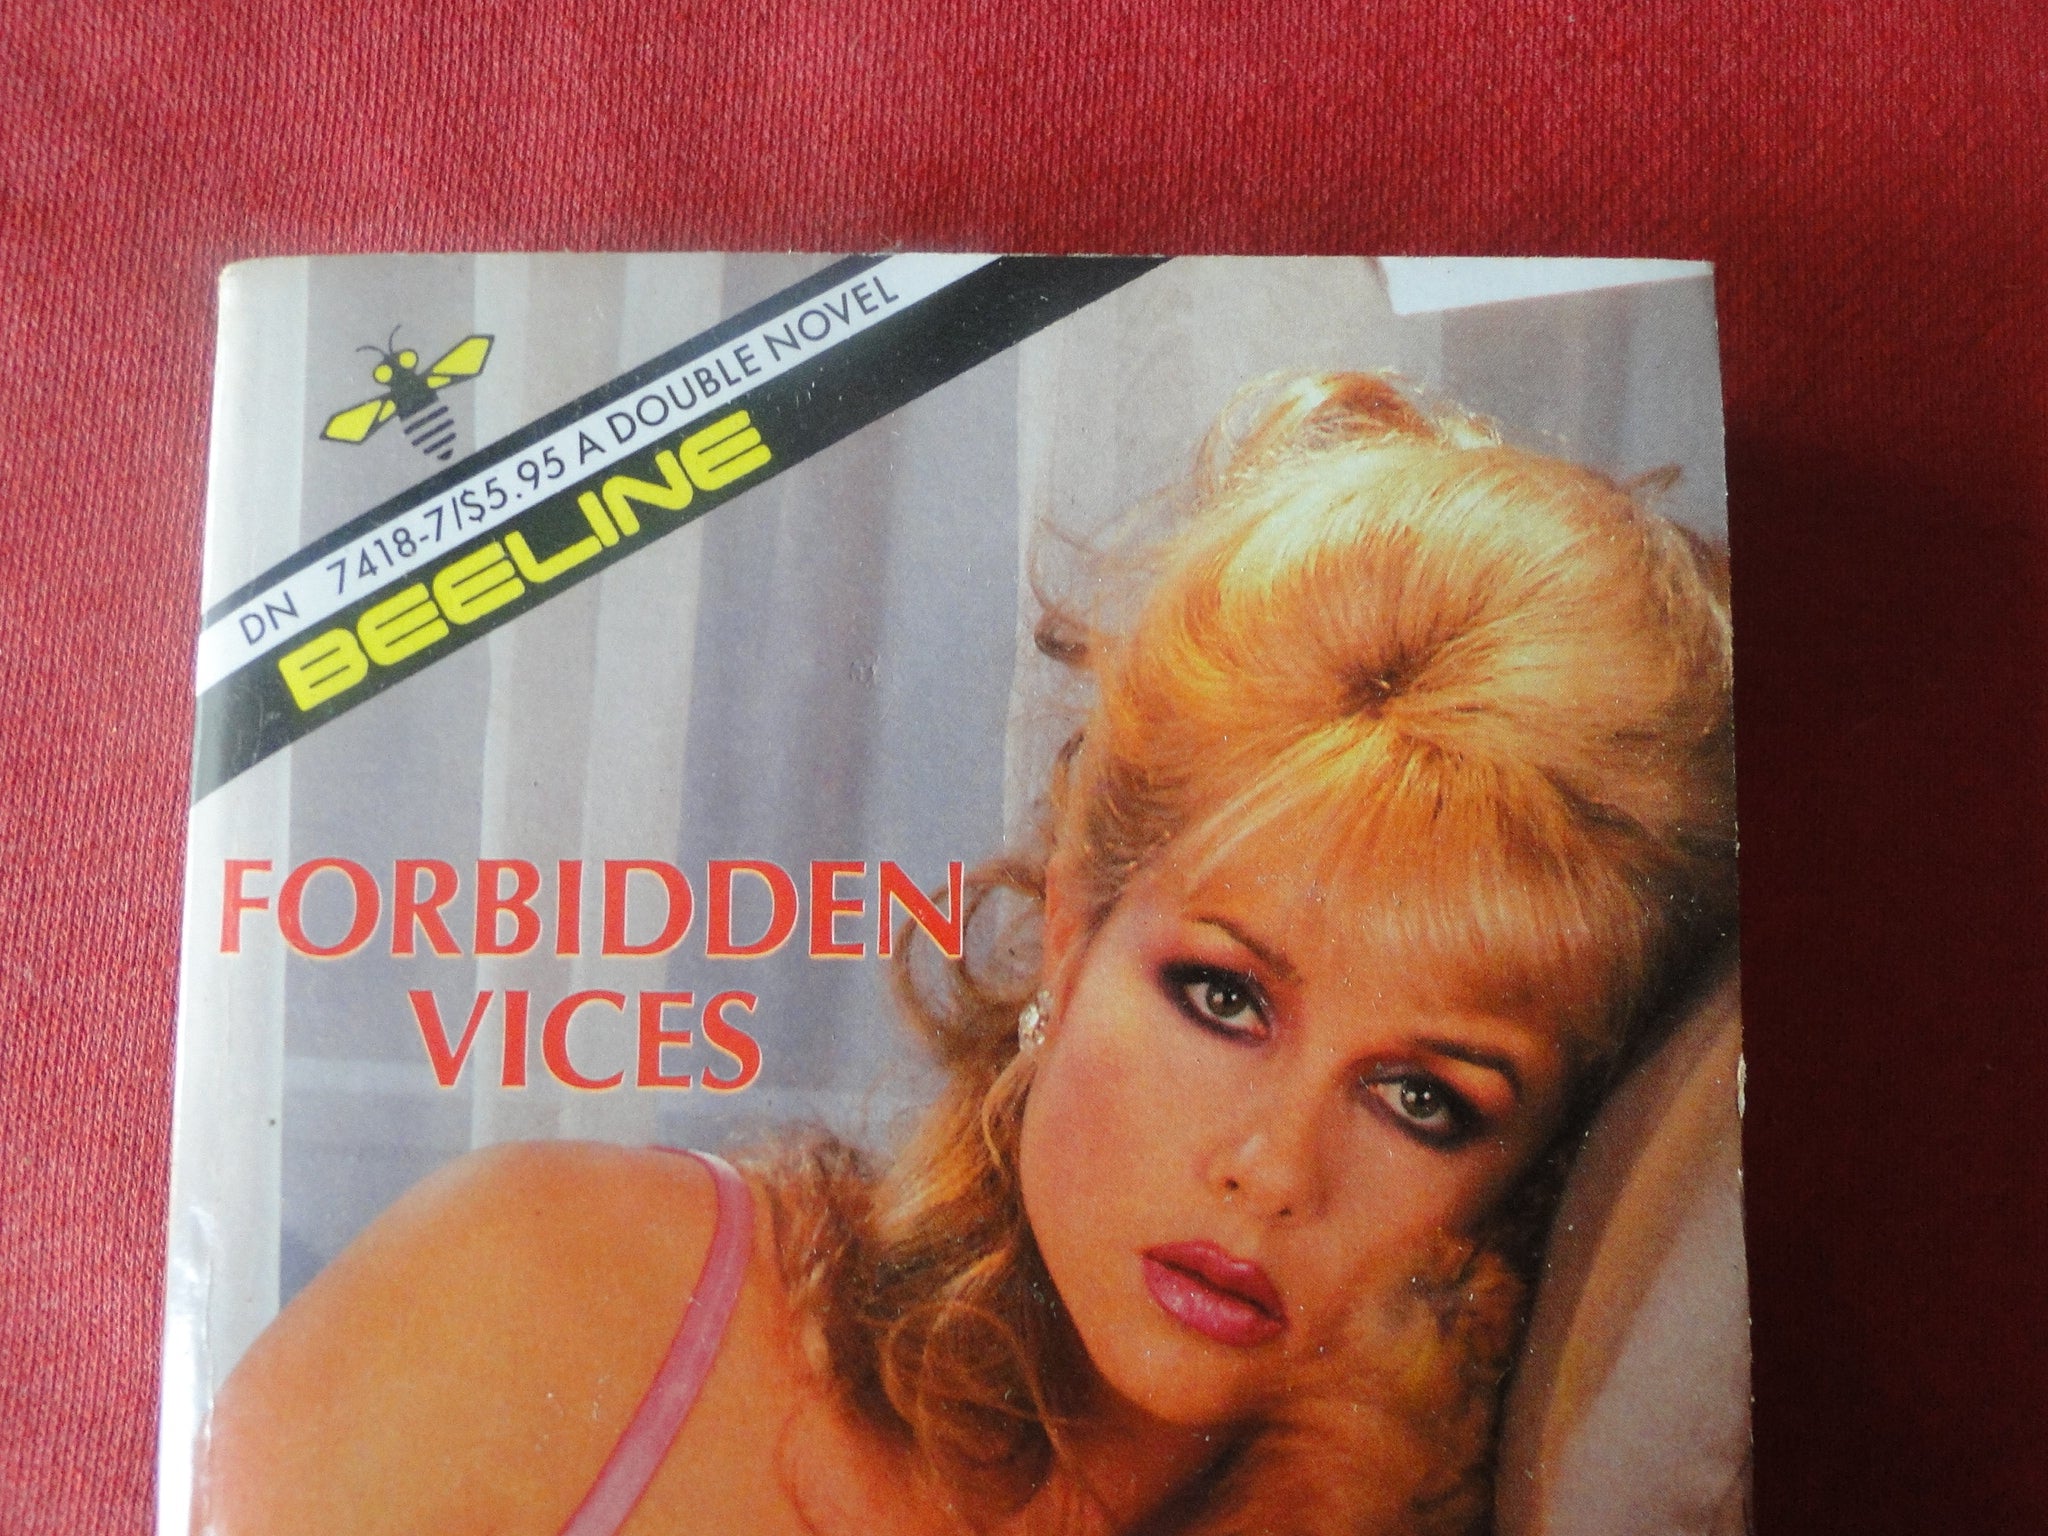 DN 7418-7/$5.95 A DOUBLE NOVEL
BEELINE
FORBIDDEN
VICES